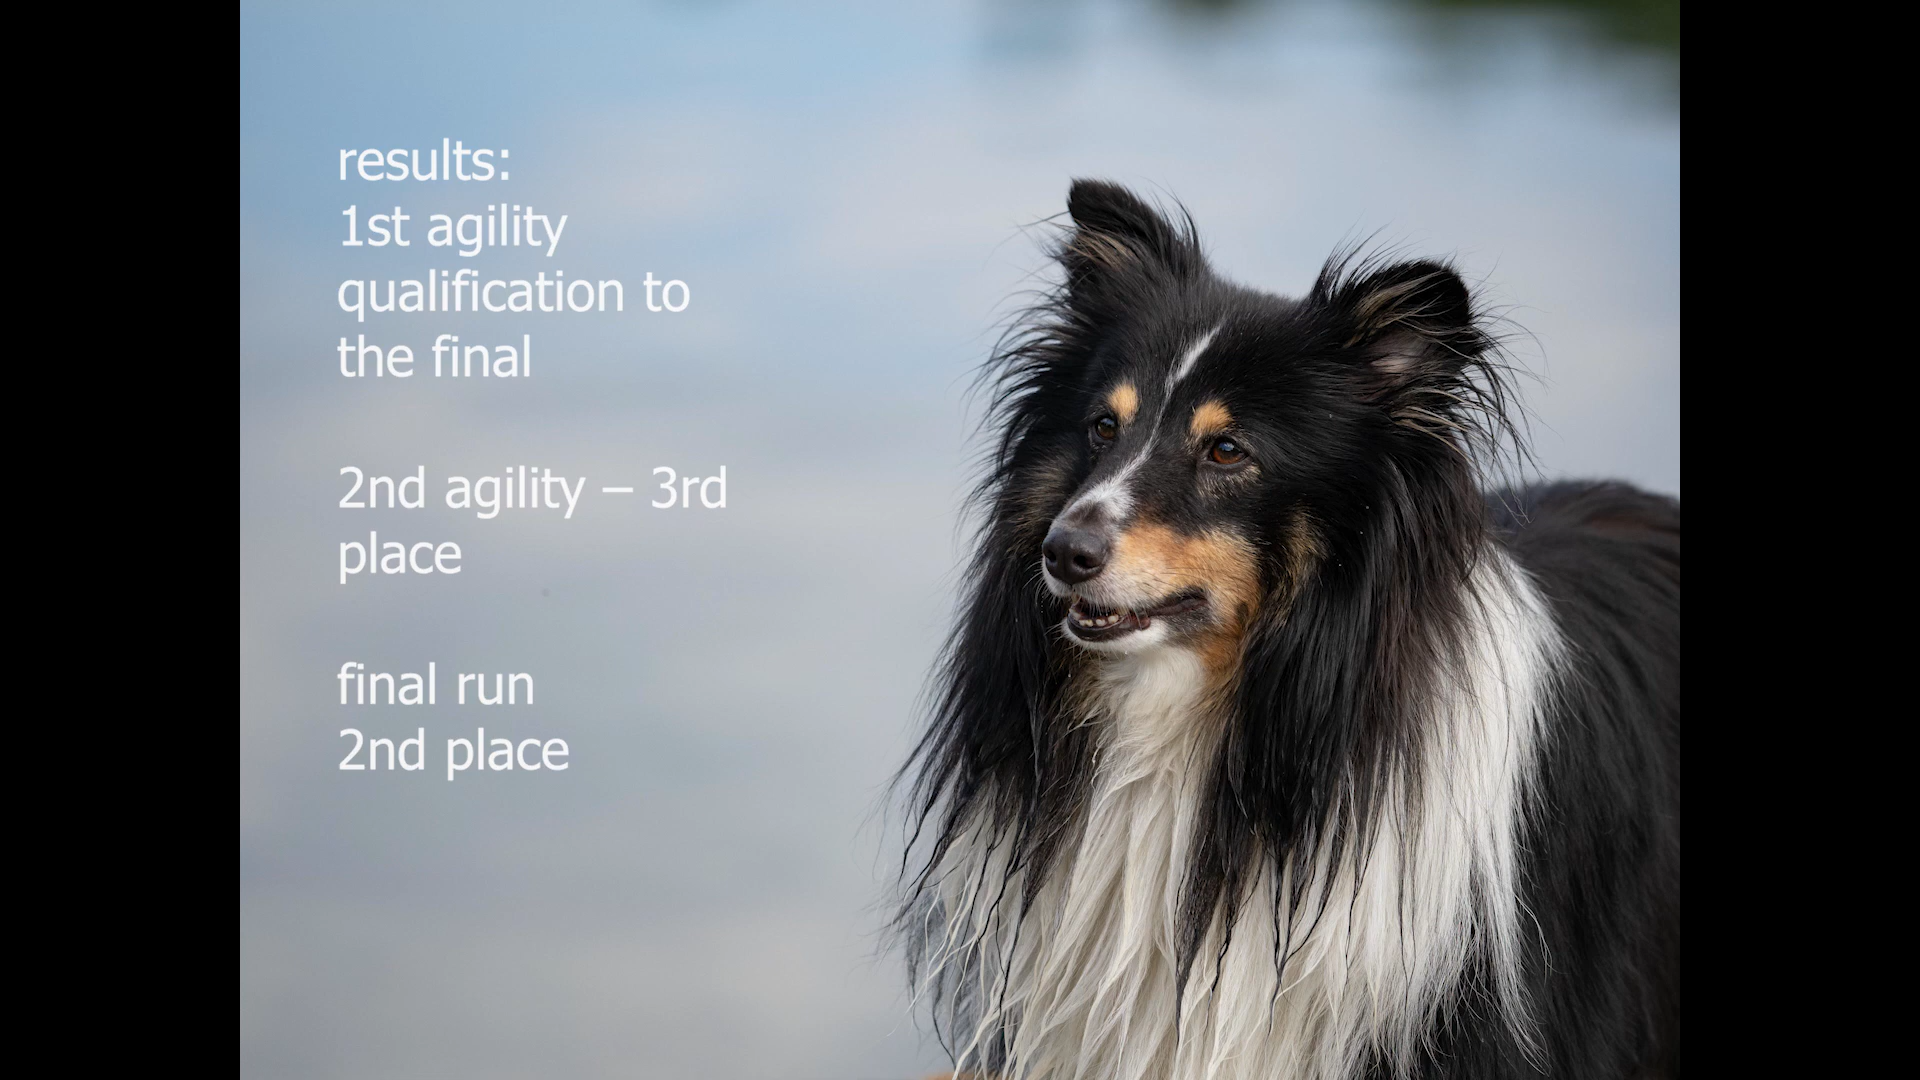 results:
1st agility
qualification to
the final
2nd agility – 3rd
place
final run
2nd place